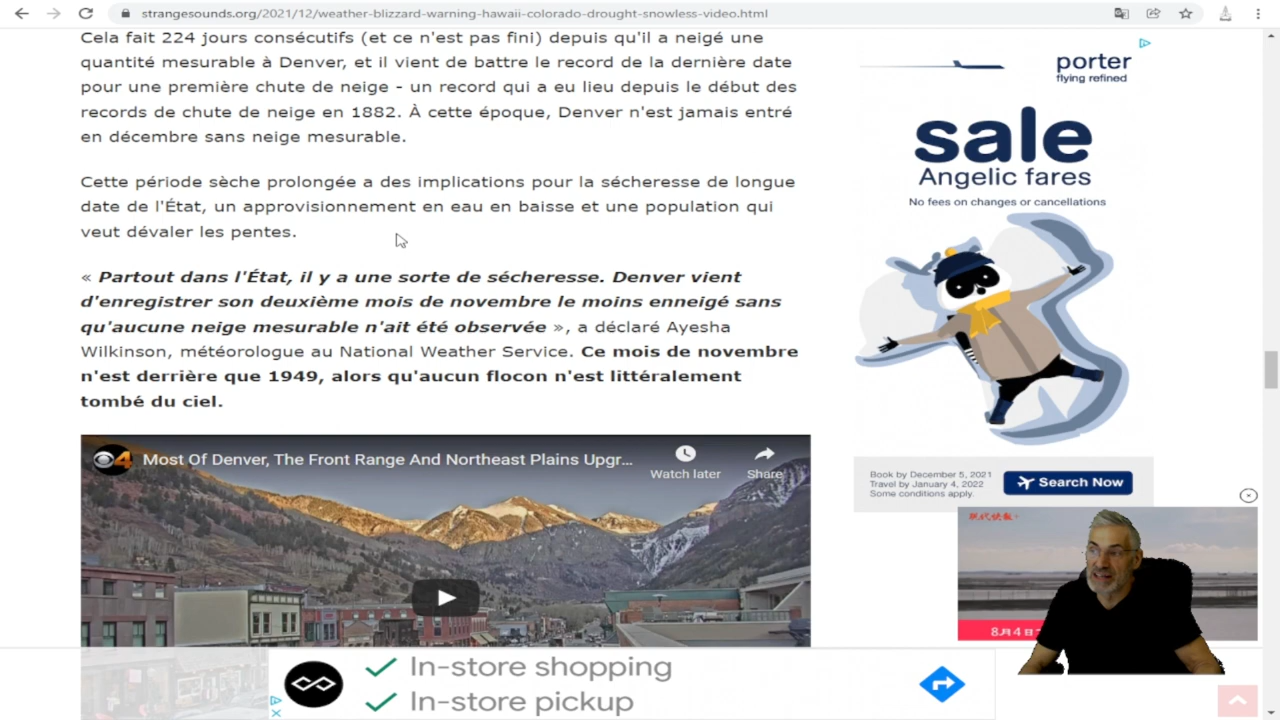 strangesounds.org/2021/12/weather-blizzard-warning-hawaii-colorado-drought-snowless-video.html
Cela fait 224 jours consécutifs (et ce n'est pas fini) depuis qu'il a neigé une
quantité mesurable à Denver, et il vient de battre le record de la dernière date
pour une première chute de neige - un record qui a eu lieu depuis le début des
records de chute de neige en 1882. À cette époque, Denver n'est jamais entré
en décembre sans neige mesurable.
Cette période sèche prolongée a des implications pour la sécheresse de longue
date de l'État, un approvisionnement en eau en baisse et une population qui
veut dévaler les pentes.
« Partout dans l'État, il y a une sorte de sécheresse. Denver vient
d'enregistrer son deuxième mois de novembre le moins enneigé sans
qu'aucune neige mesurable n'ait été observée », a déclaré Ayesha
Wilkinson, météorologue au National Weather Service. Ce mois de novembre
n'est derrière que 1949, alors qu'aucun flocon n'est littéralement
tombé du ciel.
4
Most Of Denver, The Front Range And Northeast Plains Upgr...
Watch later
Share
porter
flying refined
sale
Angelic fares
No fees on changes or cancellations
Book by December 5, 2021
Travel by January 4, 2022
Some conditions apply.
Search Now
现代快报+
8月4日
In-store shopping
In-store pickup